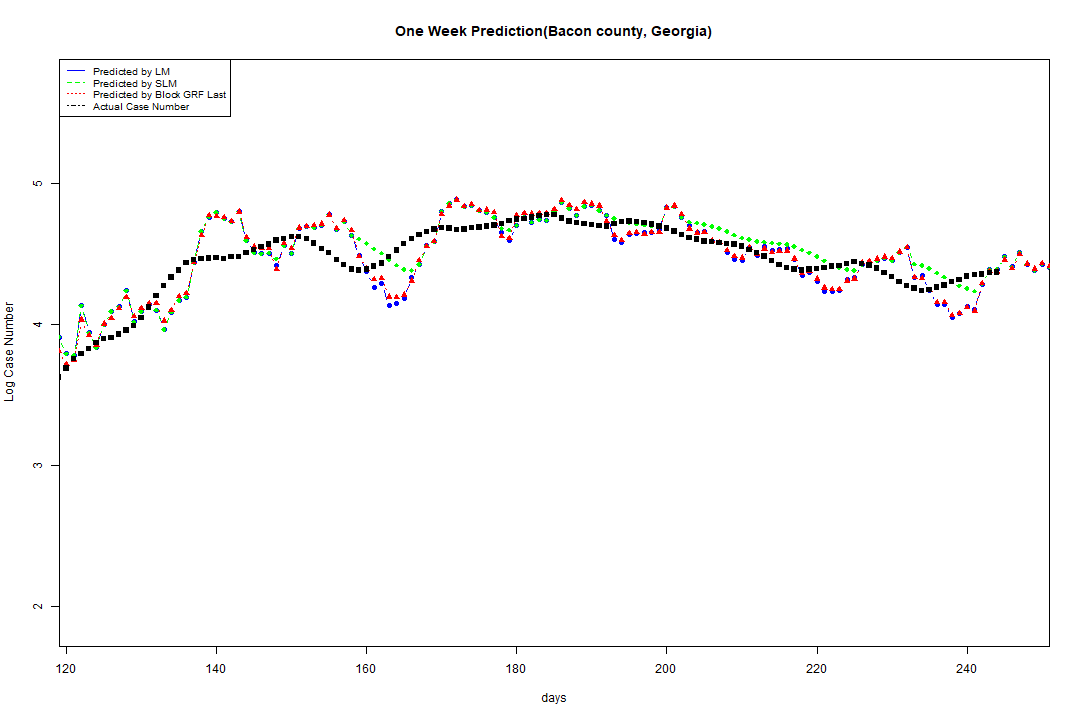 One Week Prediction(Bacon county, Georgia)
Predicted by LM
Predicted by SLM
Predicted by Block GRF Last
Actual Case Number
5
4
3
2
Log Case Number
120 140 160 180 200 220 240
days